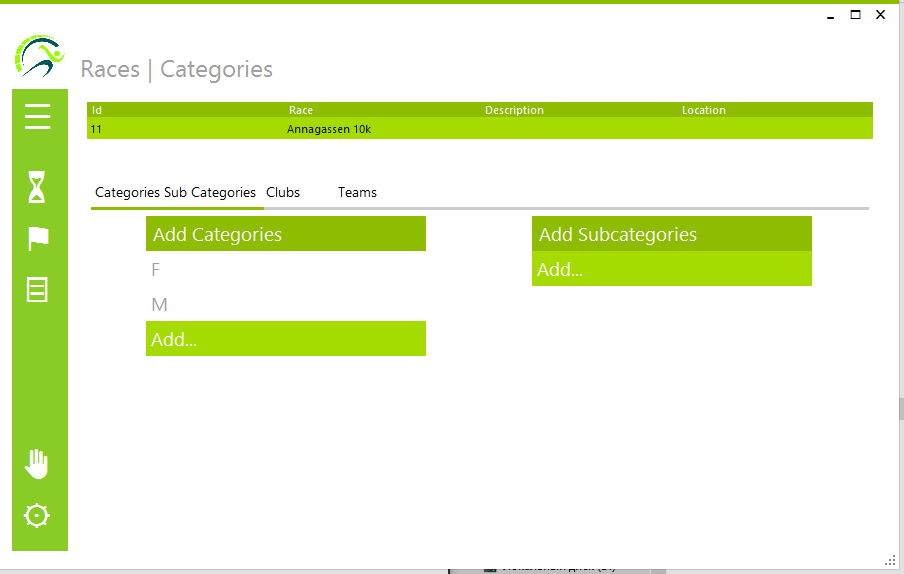 Races | Categories
Id Race Description Location
11 Annagassen 10k
Categories Sub Categories Clubs Teams
Add Categories Add Subcategories
F Add...
M
Add...